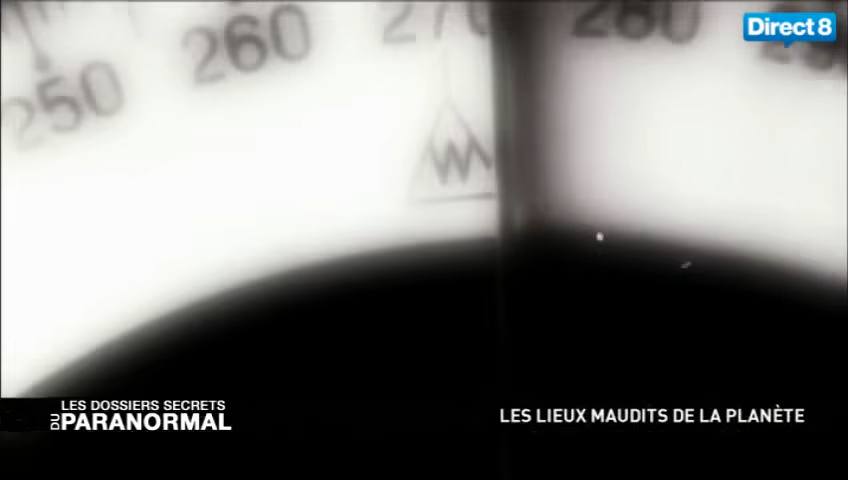 Direct 8
250 260 270 280
W
LES DOSSIERS SECRETS
DU PARANORMAL
LES LIEUX MAUDITS DE LA PLANÈTE